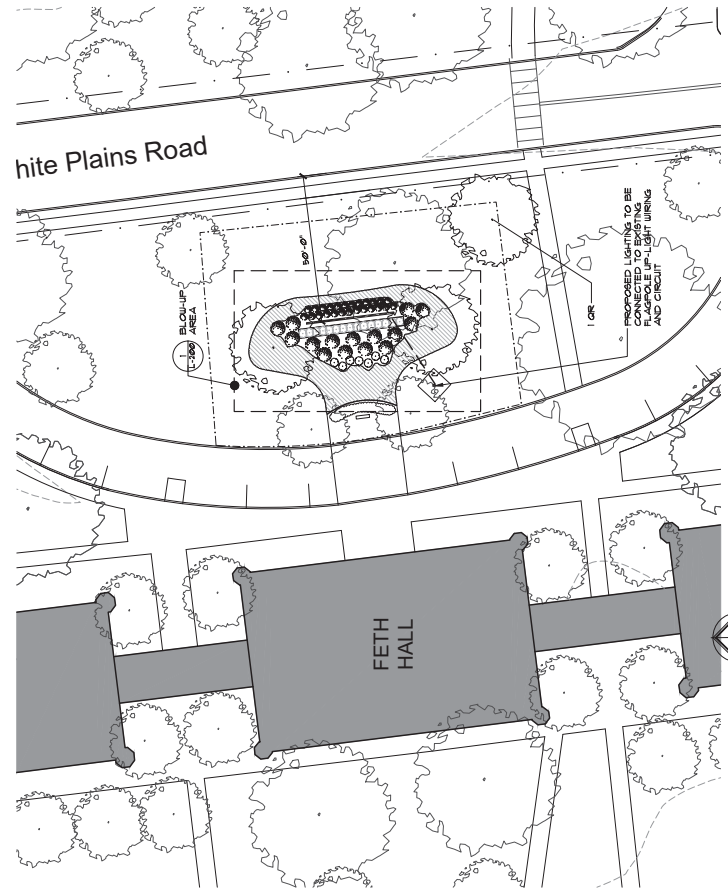 hite Plains Road
50'-0"
1
L-200
BLOW-UP
AREA
1 QR
PROPOSED LIGHTING TO BE
CONNECTED TO EXISTING
FLAGPOLE UP-LIGHT WIRING
AND CIRCUIT
FETH
HALL